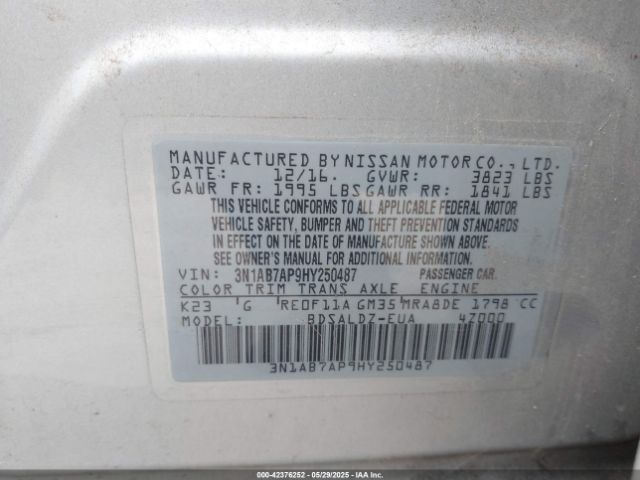 MANUFACTURED BY NISSAN MOTOR CO., LTD.
DATE: 12/16. GVWR: 3823 LBS
GAWR FR: 1995 LBS GAWR RR: 1841 LBS
THIS VEHICLE CONFORMS TO ALL APPLICABLE FEDERAL MOTOR
VEHICLE SAFETY, BUMPER, AND THEFT PREVENTION STANDARDS
IN EFFECT ON THE DATE OF MANUFACTURE SHOWN ABOVE.
SEE OWNER'S MANUAL FOR ADDITIONAL INFORMATION.
VIN: 3N1AB7AP9HY250487 PASSENGER CAR.
COLOR TRIM TRANS AXLE ENGINE
K23 G RE0F11A GM35 MRA8DE 1798 CC
MODEL: BDSALDZ-EUA 4Z000
3N1AB7AP9HY250487
© IAA - 000-42376252 - 05/29/2025 - IAAI.COM